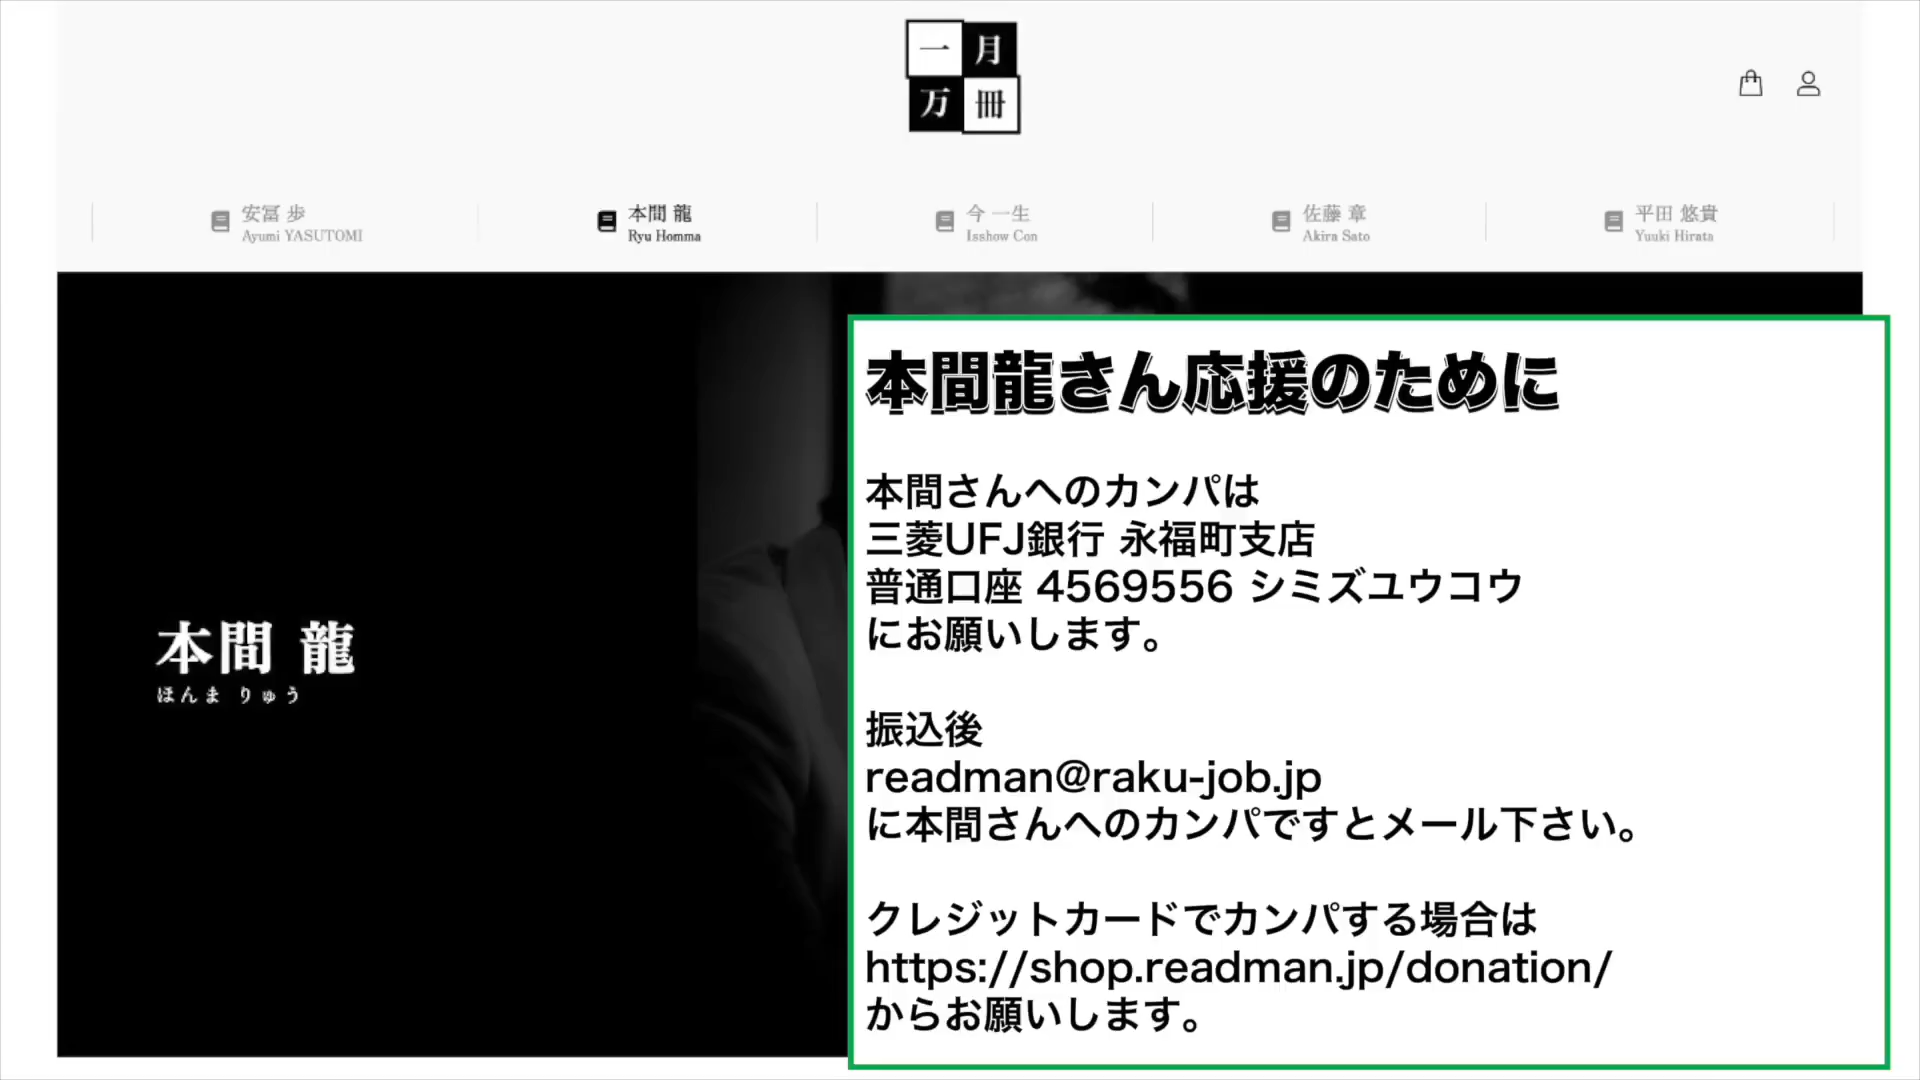 一月
万冊
安冨 歩
Ayumi YASUTOMI
本間 龍
Ryu Homma
今 一生
Isshow Con
佐藤 章
Akira Sato
平田 悠貴
Yuuki Hirata
本間 龍
ほんま りゅう
本間龍さん応援のために
本間さんへのカンパは
三菱UFJ銀行 永福町支店
普通口座 4569556 シミズユウコウ
にお願いします。
振込後
readman@raku-job.jp
に本間さんへのカンパですとメール下さい。
クレジットカードでカンパする場合は
https://shop.readman.jp/donation/
からお願いします。